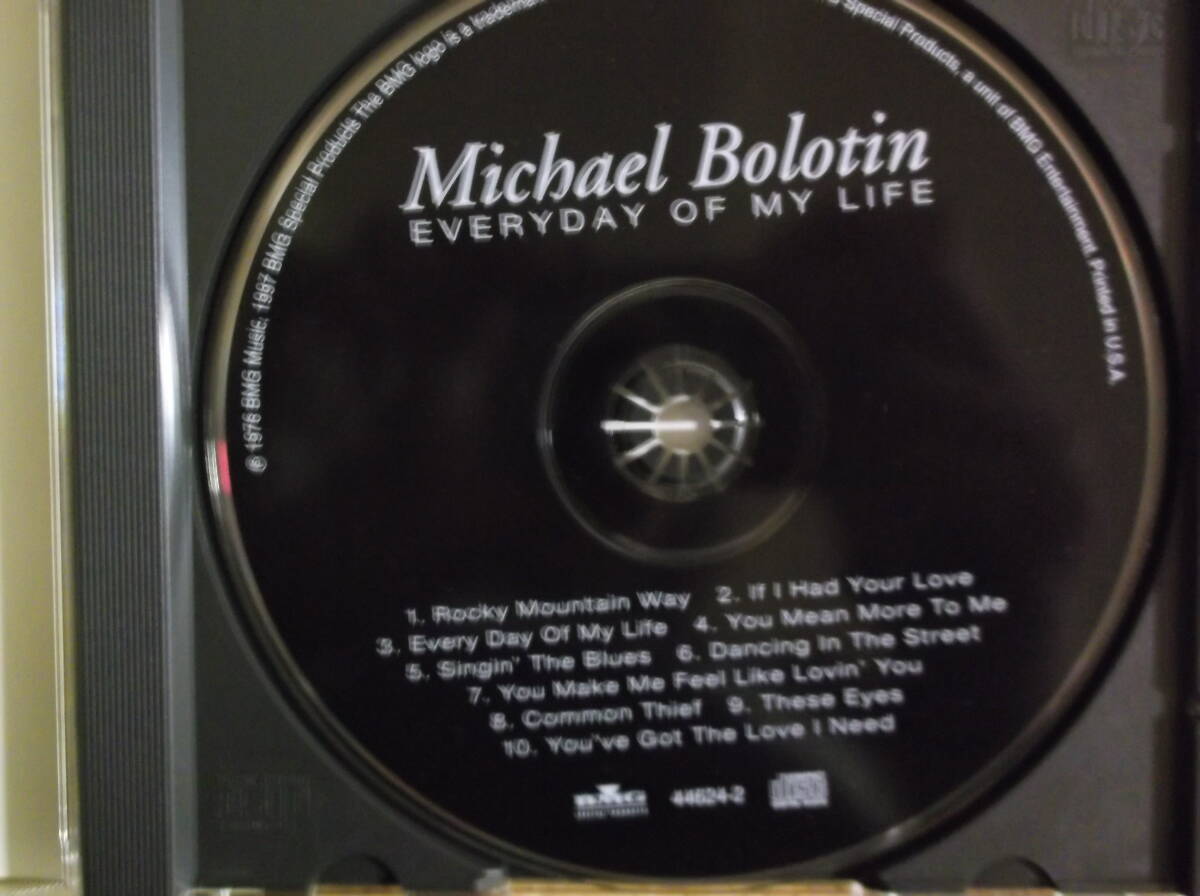 Michael Bolotin
EVERYDAY OF MY LIFE
℗ 1976 BMG Music, 1997 BMG Special Products The BMG logo is a trademark
Special Products, a unit of BMG Entertainment. Printed in U.S.A.
1. Rocky Mountain Way 2. If I Had Your Love
3. Every Day Of My Life 4. You Mean More To Me
5. Singin' The Blues 6. Dancing In The Street
7. You Make Me Feel Like Lovin' You
8. Common Thief 9. These Eyes
10. You"ve Got The Love I Need
BMG 44624-2